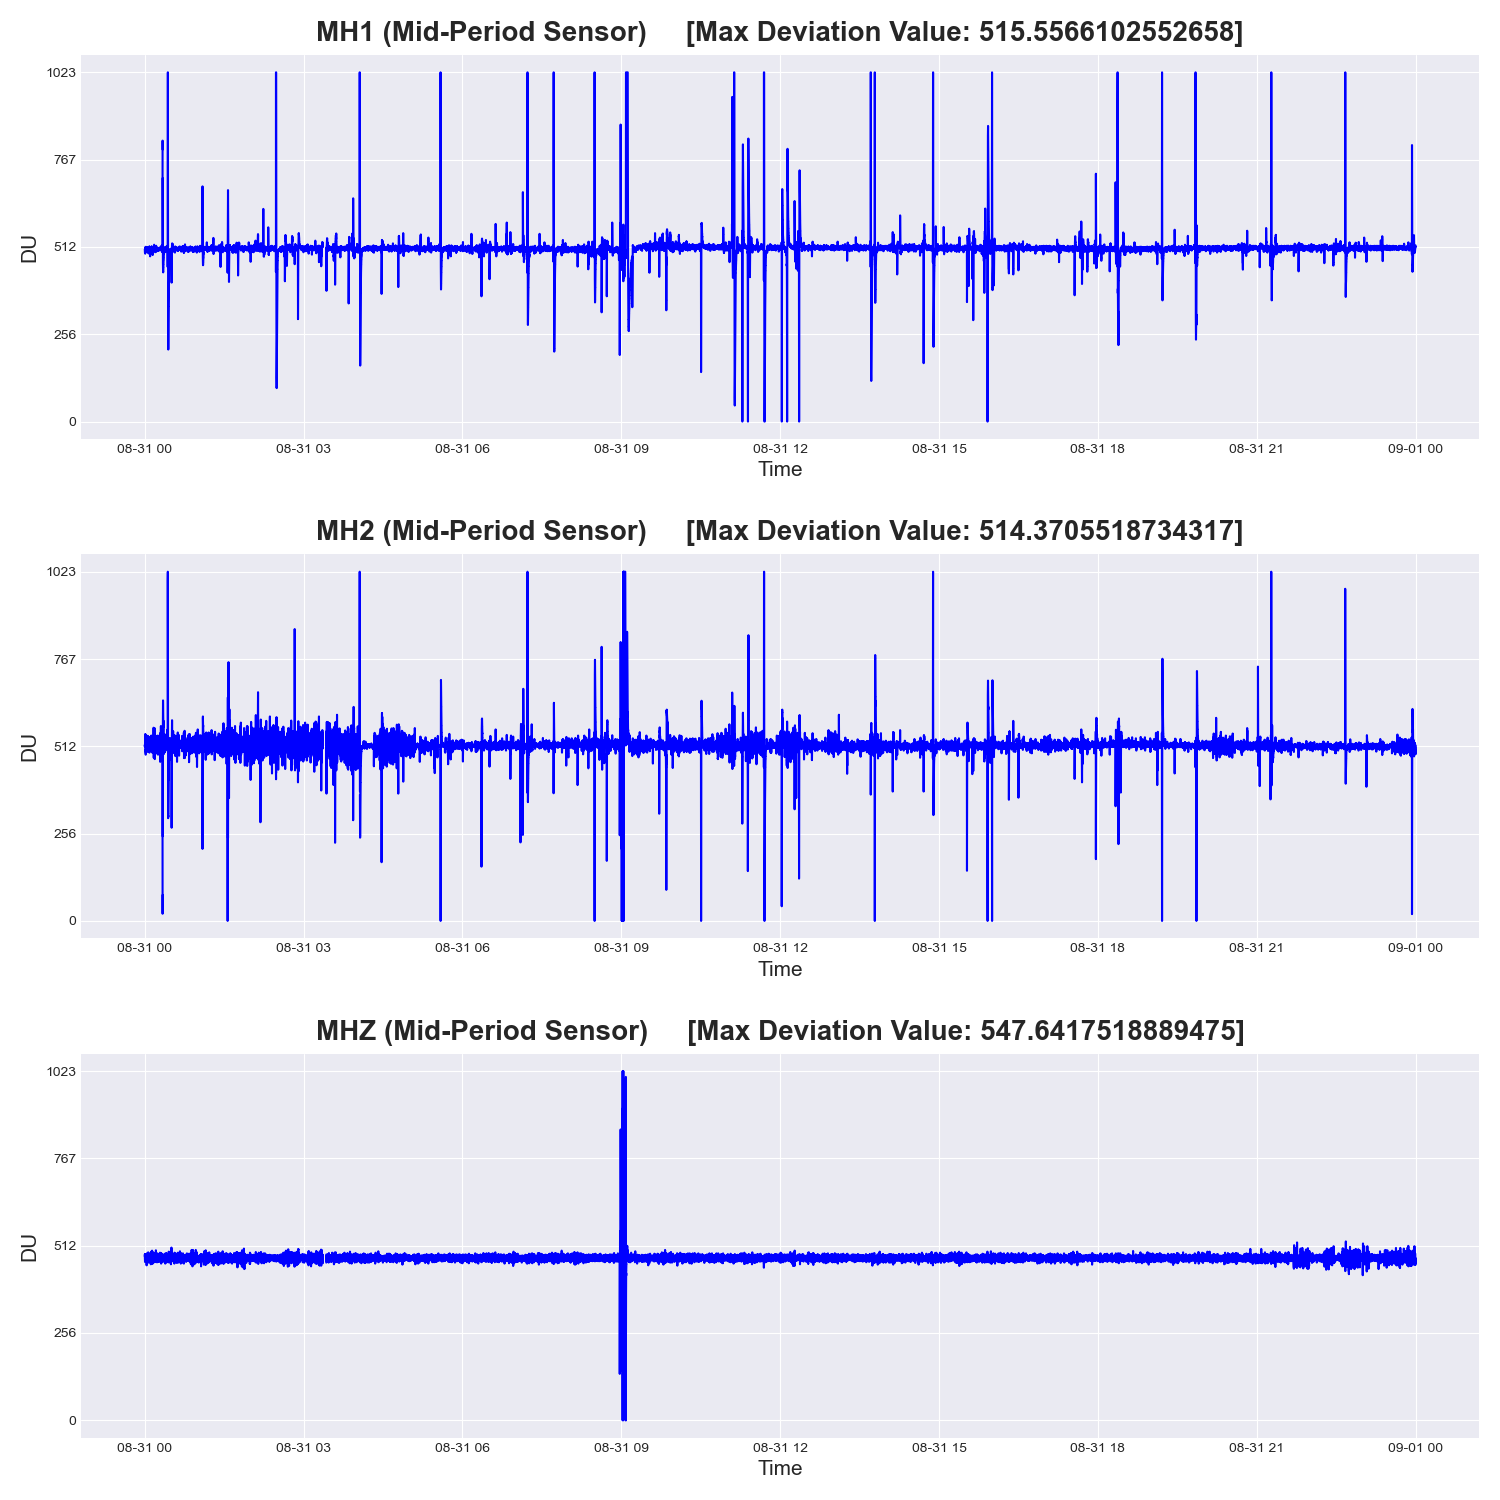 MH1 (Mid-Period Sensor) [Max Deviation Value: 515.5566102552658]
1023
767
512
256
0
DU
08-31 00 08-31 03 08-31 06 08-31 09 08-31 12 08-31 15 08-31 18 08-31 21 09-01 00
Time
MH2 (Mid-Period Sensor) [Max Deviation Value: 514.3705518734317]
1023
767
512
256
0
DU
08-31 00 08-31 03 08-31 06 08-31 09 08-31 12 08-31 15 08-31 18 08-31 21 09-01 00
Time
MHZ (Mid-Period Sensor) [Max Deviation Value: 547.6417518889475]
1023
767
512
256
0
DU
08-31 00 08-31 03 08-31 06 08-31 09 08-31 12 08-31 15 08-31 18 08-31 21 09-01 00
Time